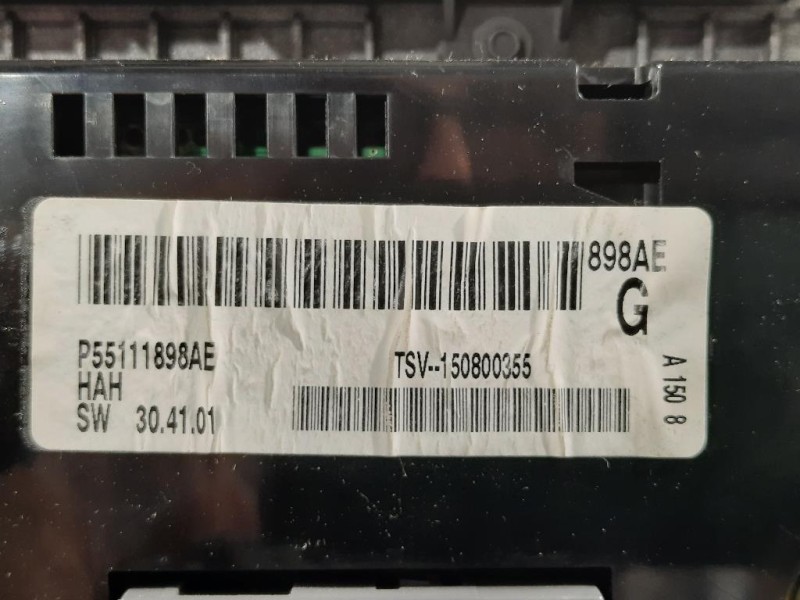 898AE
G
P55111898AE
HAH
SW 30.41.01
TSV--150800355
A 150 8